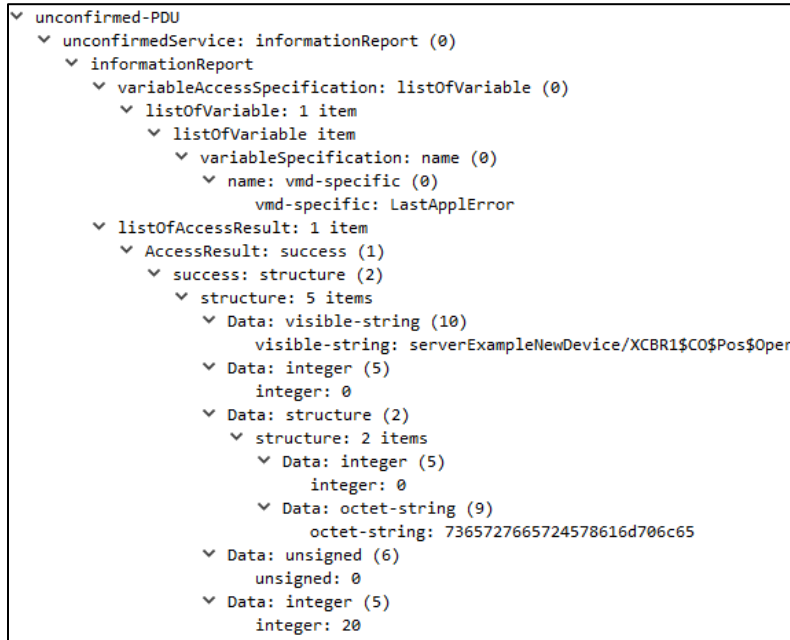 unconfirmed-PDU
unconfirmedService: informationReport (0)
informationReport
variableAccessSpecification: listOfVariable (0)
listOfVariable: 1 item
listOfVariable item
variableSpecification: name (0)
name: vmd-specific (0)
vmd-specific: LastApplError
listOfAccessResult: 1 item
AccessResult: success (1)
success: structure (2)
structure: 5 items
Data: visible-string (10)
visible-string: serverExampleNewDevice/XCBR1$CO$Pos$Oper
Data: integer (5)
integer: 0
Data: structure (2)
structure: 2 items
Data: integer (5)
integer: 0
Data: octet-string (9)
octet-string: 7365727665724578616d706c65
Data: unsigned (6)
unsigned: 0
Data: integer (5)
integer: 20